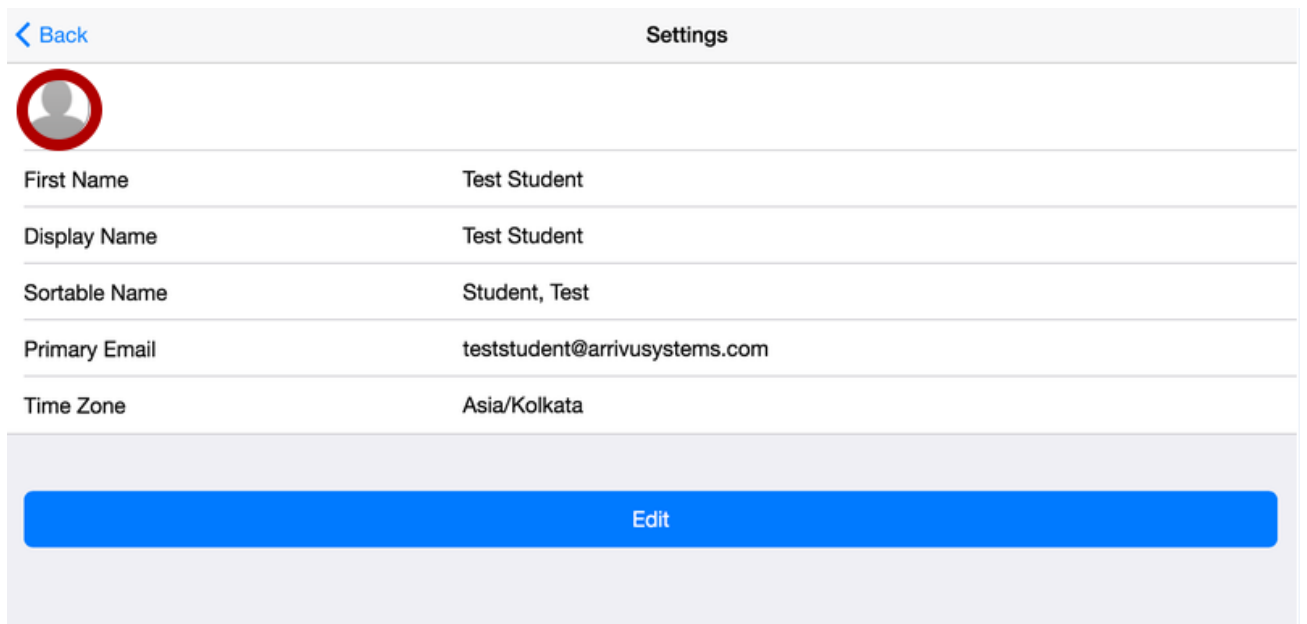 Back
Settings
First Name Test Student
Display Name Test Student
Sortable Name Student, Test
Primary Email teststudent@arrivusystems.com
Time Zone Asia/Kolkata
Edit